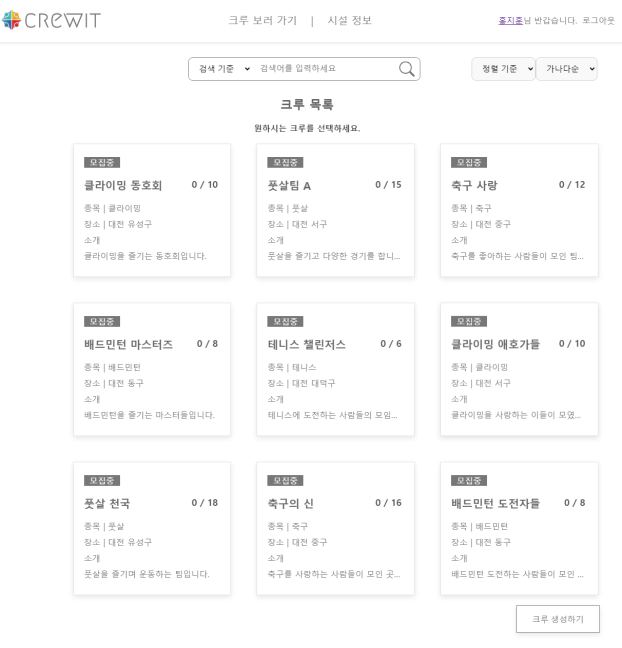 CREWIT
크루 보러 가기 | 시설 정보
홍지훈님 반갑습니다. 로그아웃
검색 기준 검색어를 입력하세요
정렬 기준 가나다순
크루 목록
원하시는 크루를 선택하세요.
모집중
클라이밍 동호회 0 / 10
종목 | 클라이밍
장소 | 대전 유성구
소개
클라이밍을 즐기는 동호회입니다.
모집중
풋살팀 A 0 / 15
종목 | 풋살
장소 | 대전 서구
소개
풋살을 즐기고 다양한 경기를 합니...
모집중
축구 사랑 0 / 12
종목 | 축구
장소 | 대전 중구
소개
축구를 좋아하는 사람들이 모인 팀...
모집중
배드민턴 마스터즈 0 / 8
종목 | 배드민턴
장소 | 대전 동구
소개
배드민턴을 즐기는 마스터들입니다.
모집중
테니스 챌린저스 0 / 6
종목 | 테니스
장소 | 대전 대덕구
소개
테니스에 도전하는 사람들의 모임...
모집중
클라이밍 애호가들 0 / 10
종목 | 클라이밍
장소 | 대전 서구
소개
클라이밍을 사랑하는 이들이 모였...
모집중
풋살 천국 0 / 18
종목 | 풋살
장소 | 대전 유성구
소개
풋살을 즐기며 운동하는 팀입니다.
모집중
축구의 신 0 / 16
종목 | 축구
장소 | 대전 중구
소개
축구를 사랑하는 사람들이 모인 곳...
모집중
배드민턴 도전자들 0 / 8
종목 | 배드민턴
장소 | 대전 동구
소개
배드민턴 도전하는 사람들이 모인 ...
크루 생성하기